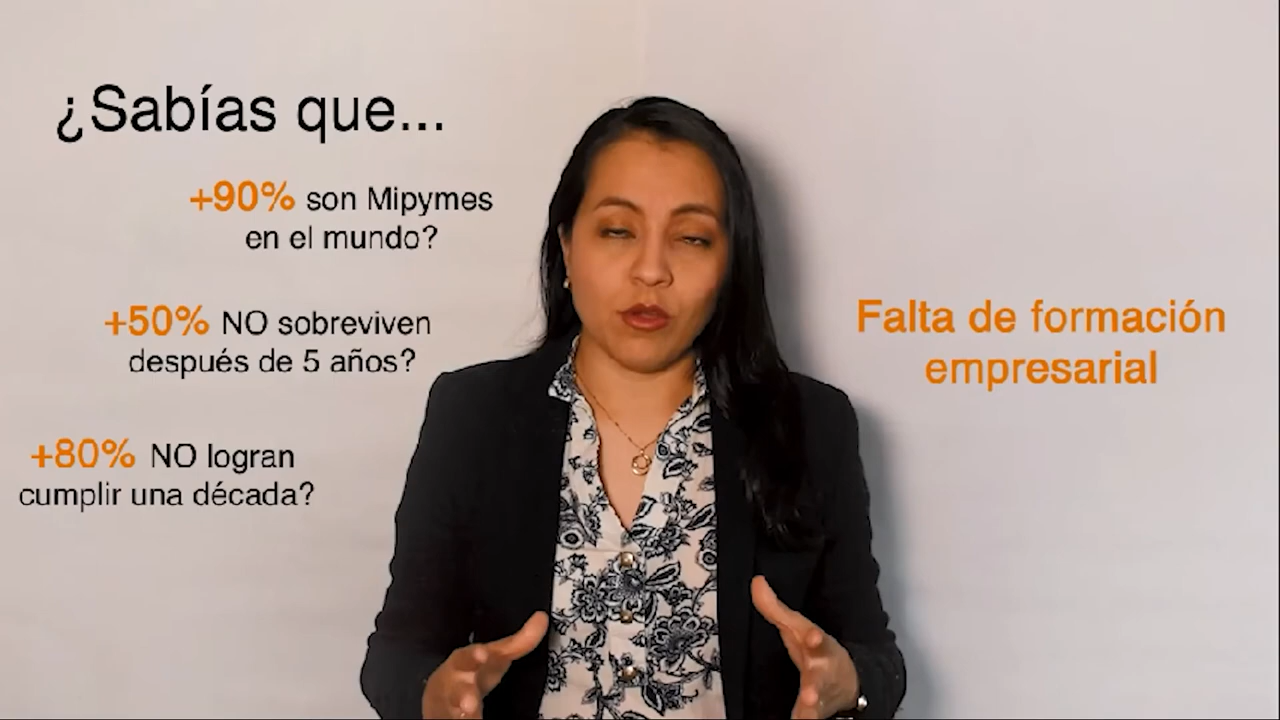 ¿Sabías que...
+90% son Mipymes
en el mundo?
+50% NO sobreviven
después de 5 años?
+80% NO logran
cumplir una década?
Falta de formación
empresarial